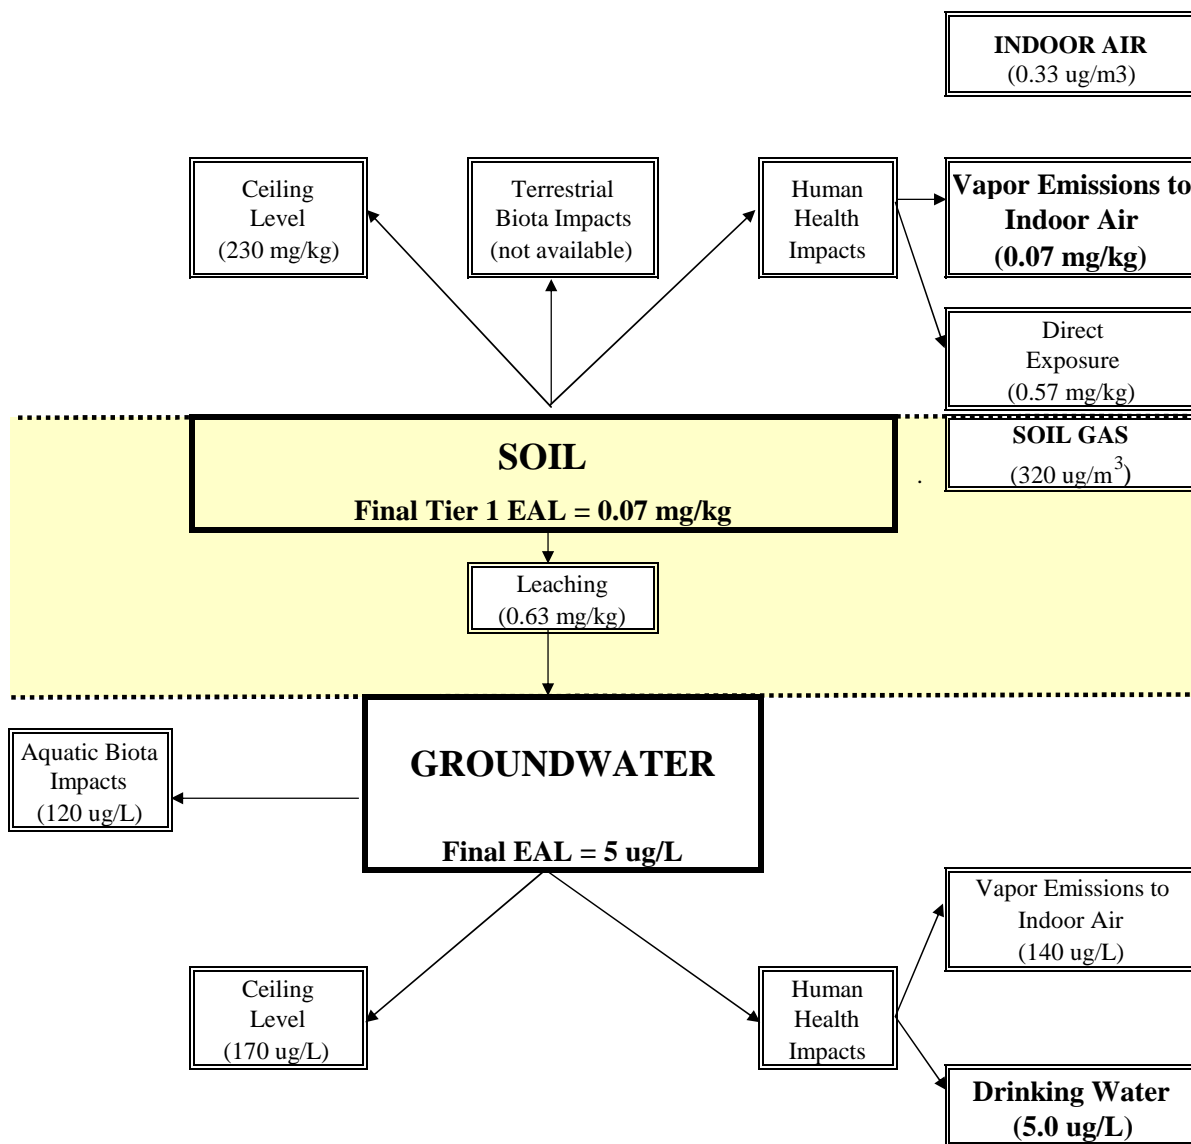 INDOOR AIR
(0.33 ug/m3)
Ceiling
Level
(230 mg/kg)
Terrestrial
Biota Impacts
(not available)
Human
Health
Impacts
Vapor Emissions to
Indoor Air
(0.07 mg/kg)
Direct
Exposure
(0.57 mg/kg)
SOIL
Final Tier 1 EAL = 0.07 mg/kg
.
SOIL GAS
(320 ug/m³)
Leaching
(0.63 mg/kg)
GROUNDWATER
Final EAL = 5 ug/L
Aquatic Biota
Impacts
(120 ug/L)
Vapor Emissions to
Indoor Air
(140 ug/L)
Ceiling
Level
(170 ug/L)
Human
Health
Impacts
Drinking Water
(5.0 ug/L)